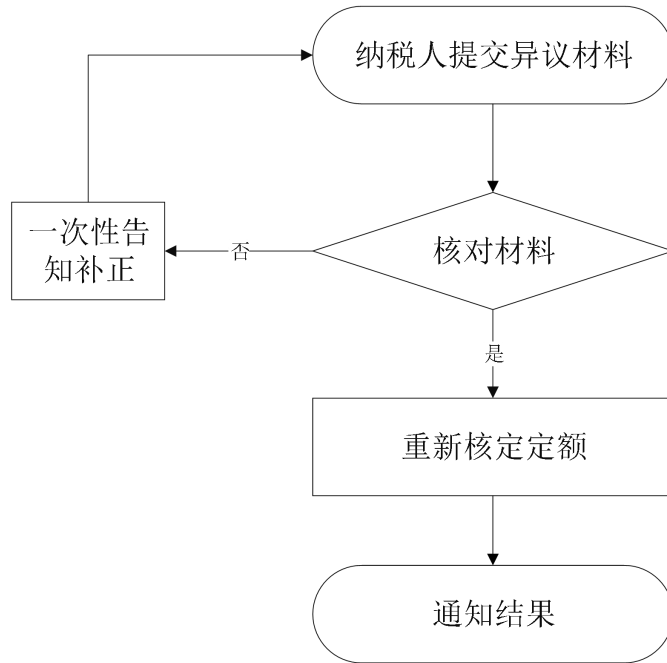 纳税人提交异议材料
核对材料
否
一次性告
知补正
是
重新核定定额
通知结果